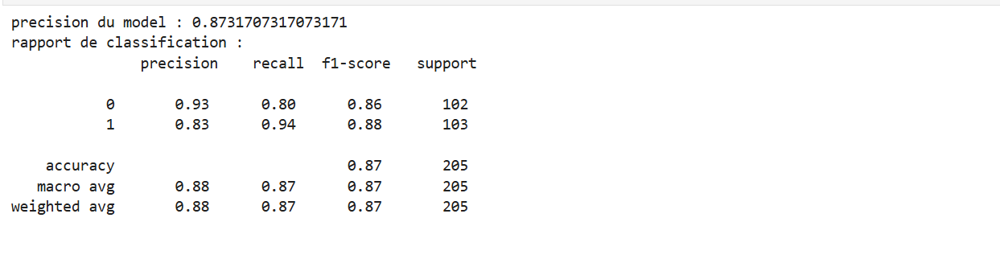 precision du model : 0.8731707317073171
rapport de classification :
precision recall f1-score support
0 0.93 0.80 0.86 102
1 0.83 0.94 0.88 103
accuracy 0.87 205
macro avg 0.88 0.87 0.87 205
weighted avg 0.88 0.87 0.87 205